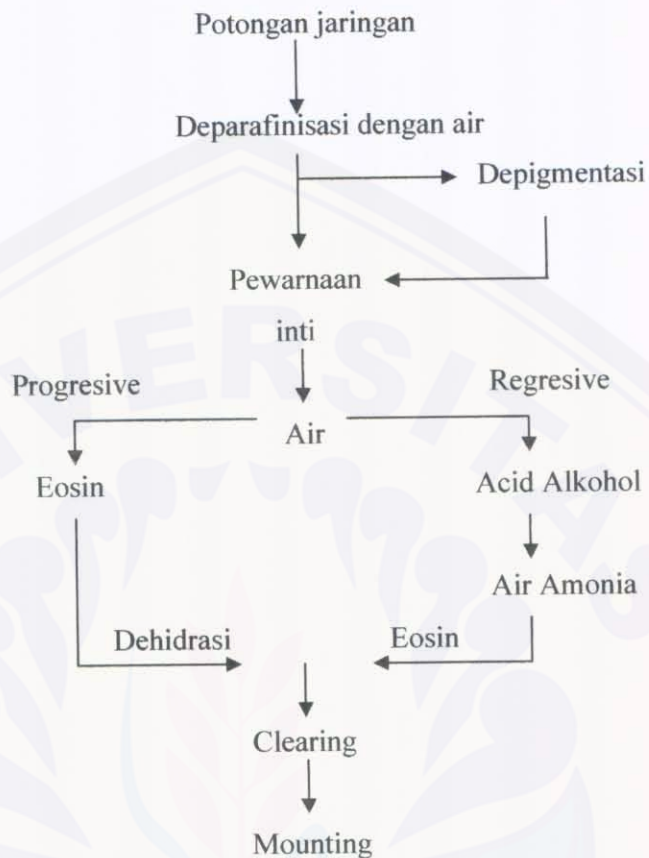 Potongan jaringan
Deparafinisasi dengan air
Depigmentasi
Pewarnaan
inti
Progresive
Regresive
Air
Eosin
Acid Alkohol
Air Amonia
Dehidrasi
Eosin
Clearing
Mounting
UNIVERSITAS